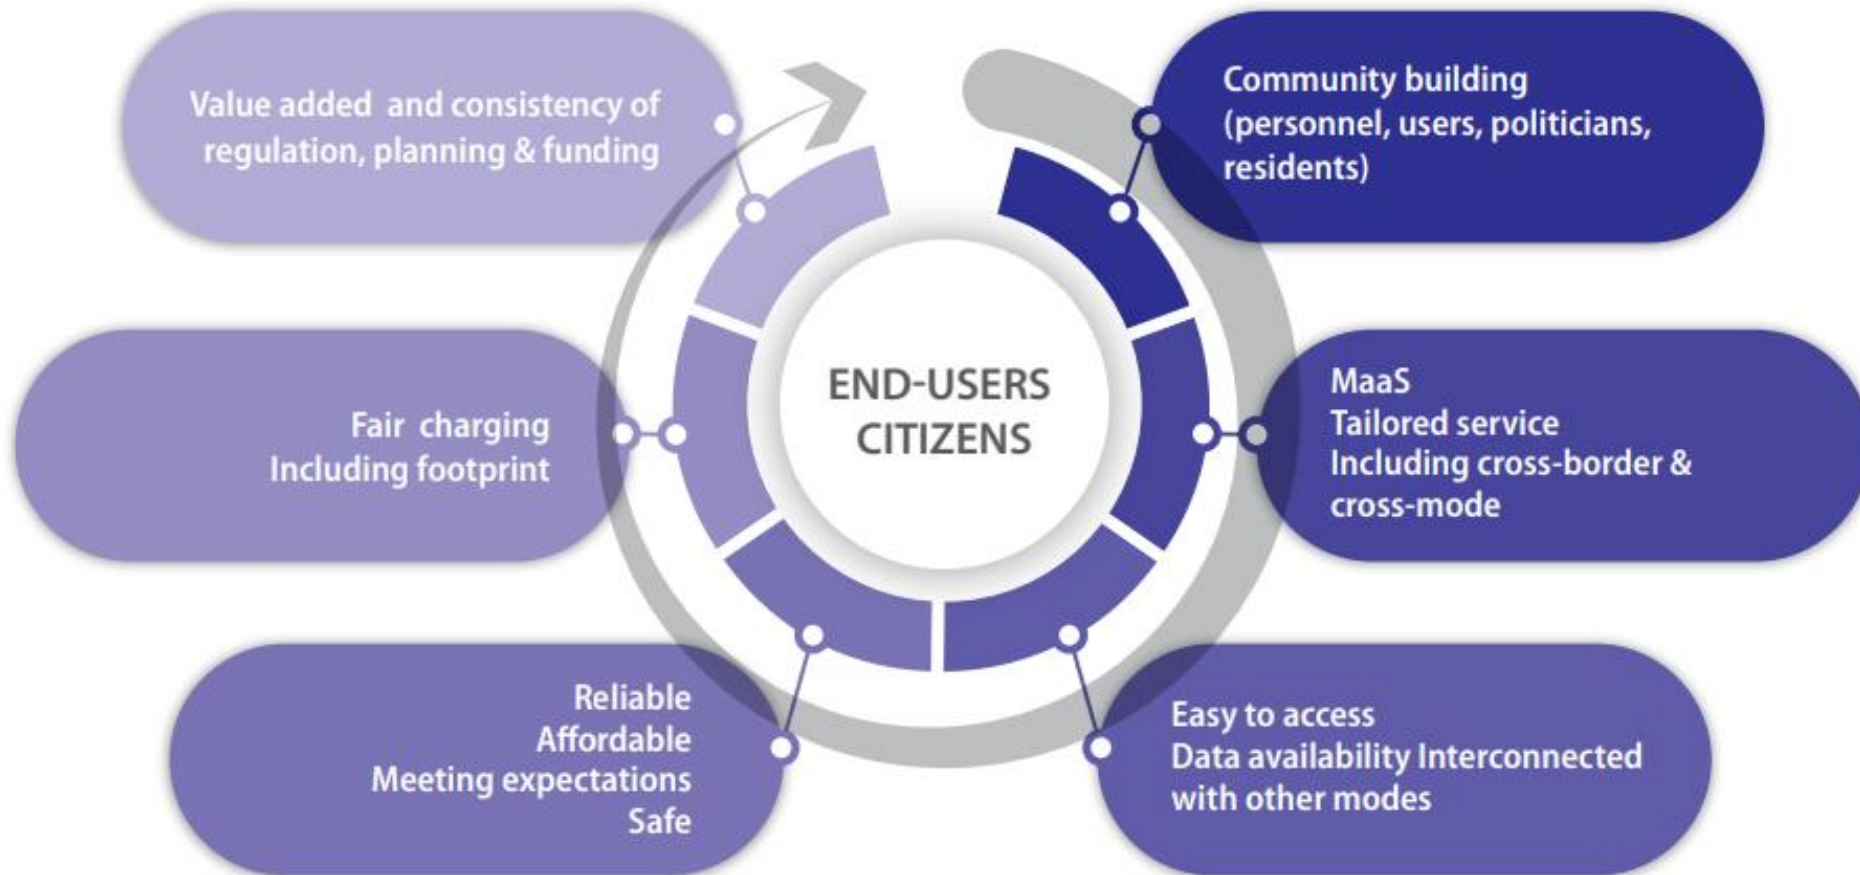 Value added and consistency of
regulation, planning & funding
Community building
(personnel, users, politicians,
residents)
Fair charging
Including footprint
END-USERS
CITIZENS
MaaS
Tailored service
Including cross-border &
cross-mode
Reliable
Affordable
Meeting expectations
Safe
Easy to access
Data availability Interconnected
with other modes